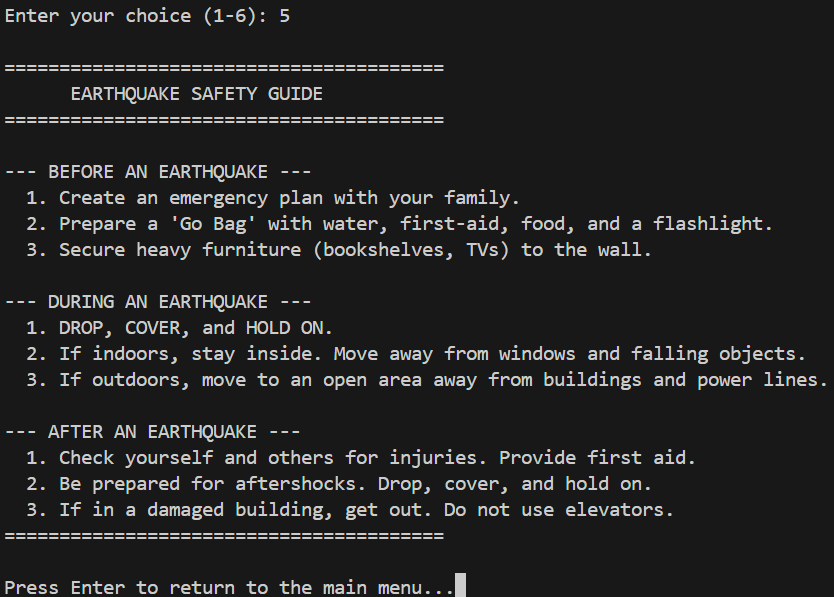 Enter your choice (1-6): 5
========================================
EARTHQUAKE SAFETY GUIDE
========================================
--- BEFORE AN EARTHQUAKE ---
1. Create an emergency plan with your family.
2. Prepare a 'Go Bag' with water, first-aid, food, and a flashlight.
3. Secure heavy furniture (bookshelves, TVs) to the wall.
--- DURING AN EARTHQUAKE ---
1. DROP, COVER, and HOLD ON.
2. If indoors, stay inside. Move away from windows and falling objects.
3. If outdoors, move to an open area away from buildings and power lines.
--- AFTER AN EARTHQUAKE ---
1. Check yourself and others for injuries. Provide first aid.
2. Be prepared for aftershocks. Drop, cover, and hold on.
3. If in a damaged building, get out. Do not use elevators.
========================================
Press Enter to return to the main menu...